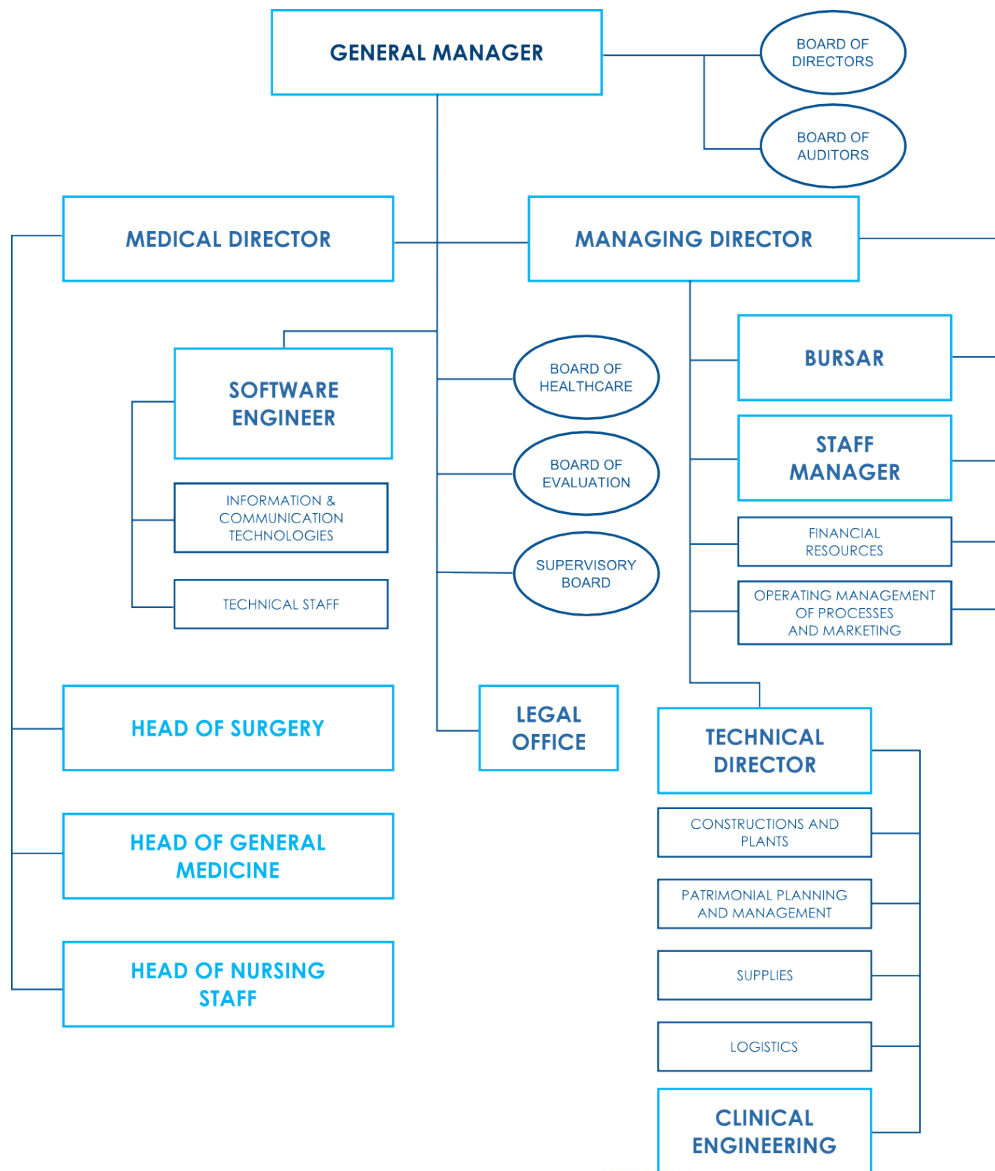 GENERAL MANAGER
BOARD OF
DIRECTORS
BOARD OF
AUDITORS
MEDICAL DIRECTOR
MANAGING DIRECTOR
SOFTWARE
ENGINEER
INFORMATION &
COMMUNICATION
TECHNOLOGIES
TECHNICAL STAFF
BOARD OF
HEALTHCARE
BOARD OF
EVALUATION
SUPERVISORY
BOARD
BURSAR
STAFF
MANAGER
FINANCIAL
RESOURCES
OPERATING MANAGEMENT
OF PROCESSES
AND MARKETING
HEAD OF SURGERY
HEAD OF GENERAL
MEDICINE
HEAD OF NURSING
STAFF
LEGAL
OFFICE
TECHNICAL
DIRECTOR
CONSTRUCTIONS AND
PLANTS
PATRIMONIAL PLANNING
AND MANAGEMENT
SUPPLIES
LOGISTICS
CLINICAL
ENGINEERING